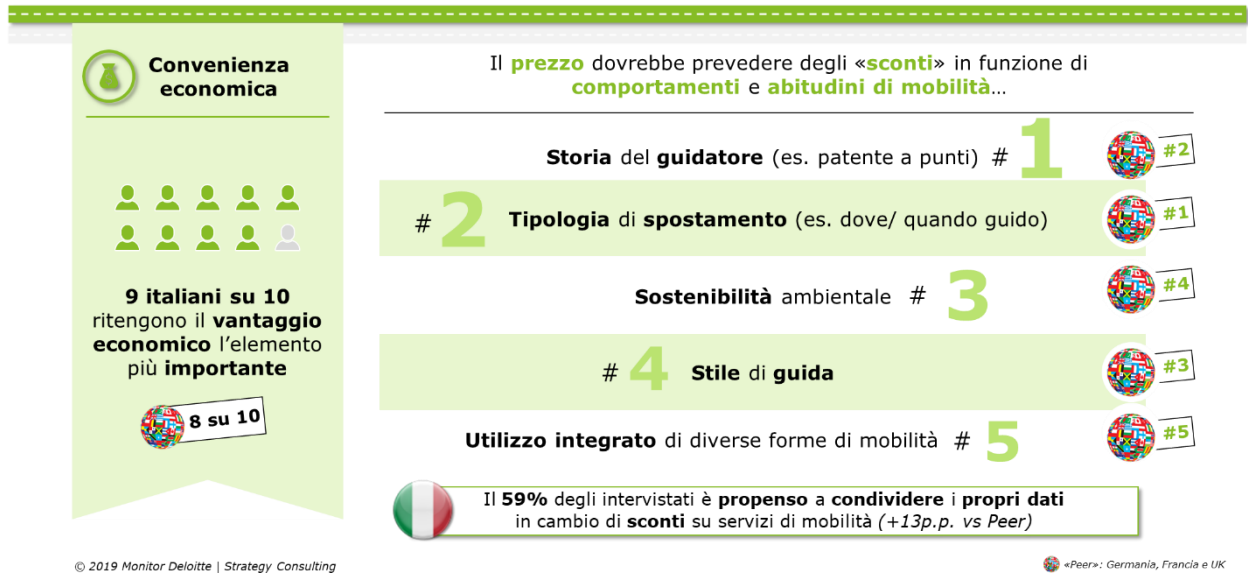 Convenienza
economica
9 italiani su 10
ritengono il vantaggio
economico l'elemento
più importante
8 su 10
Il prezzo dovrebbe prevedere degli «sconti» in funzione di
comportamenti e abitudini di mobilità...
Storia del guidatore (es. patente a punti) # 1
#2
# 2 Tipologia di spostamento (es. dove/ quando guido)
#1
Sostenibilità ambientale # 3
#4
# 4 Stile di guida
#3
Utilizzo integrato di diverse forme di mobilità # 5
#5
Il 59% degli intervistati è propenso a condividere i propri dati
in cambio di sconti su servizi di mobilità (+13p.p. vs Peer)
© 2019 Monitor Deloitte | Strategy Consulting
«Peer»: Germania, Francia e UK